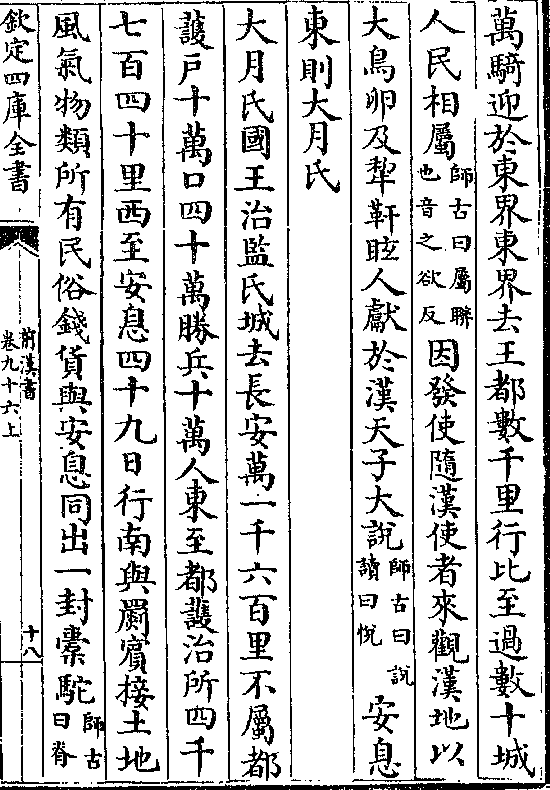 萬騎迎於東界東界去王都數千里行比至過數十城
人民相屬師古曰屬聯也音之欲反因發使隨漢使者來觀漢地以
大鳥卵及犂靬眩人獻於漢天子大說師古曰說讀曰悅安息
東則大月氏
大月氏國王治監氏城去長安萬一千六百里不屬都
護戸十萬口四十萬勝兵十萬人東至都護治所四千
七百四十里西至安息四十九日行南與罽賓接土地
風氣物類所有民俗錢貨與安息同出一封橐駝師古曰脊
欽定四庫全書
前漢書
卷九十六上
十八